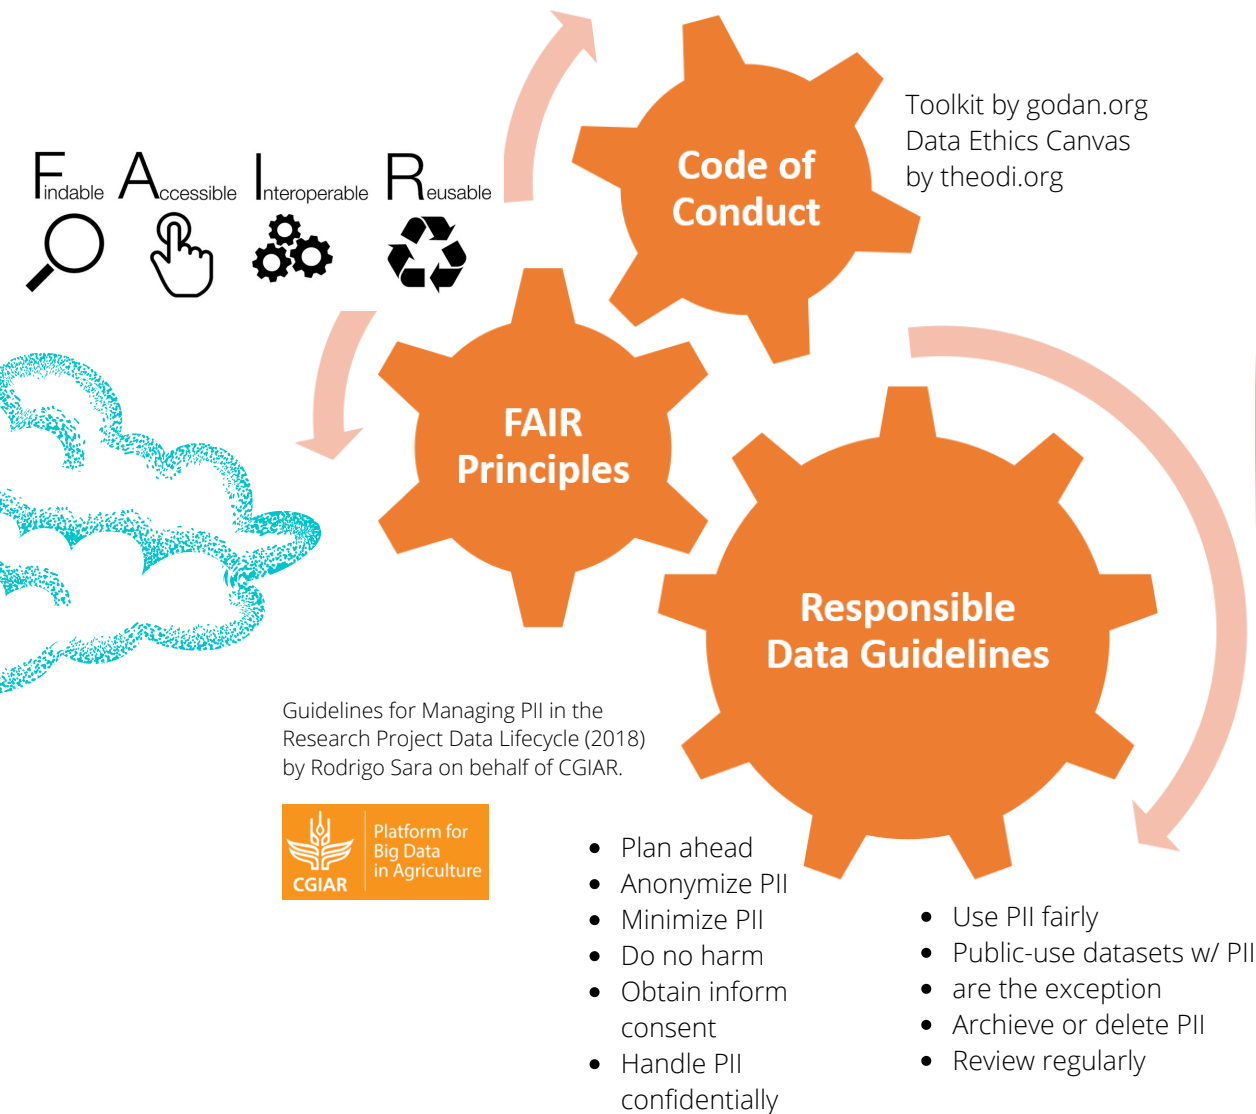 Findable Accessible Interoperable Reusable
Code of
Conduct
Toolkit by godan.org
Data Ethics Canvas
by theodi.org
FAIR
Principles
Responsible
Data Guidelines
Guidelines for Managing PII in the
Research Project Data Lifecycle (2018)
by Rodrigo Sara on behalf of CGIAR.
CGIAR
Platform for
Big Data
in Agriculture
• Plan ahead
• Anonymize PII
• Minimize PII
• Do no harm
• Obtain inform
consent
• Handle PII
confidentially
• Use PII fairly
• Public-use datasets w/ PII
• are the exception
• Archieve or delete PII
• Review regularly